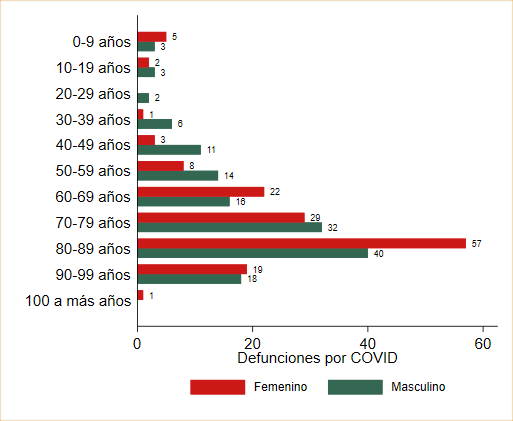 0-9 años
5
3
10-19 años
2
3
20-29 años
2
30-39 años
1
6
40-49 años
3
11
50-59 años
8
14
60-69 años
22
16
70-79 años
29
32
80-89 años
57
40
90-99 años
19
18
100 a más años
1
0 20 40 60
Defunciones por COVID
Femenino Masculino